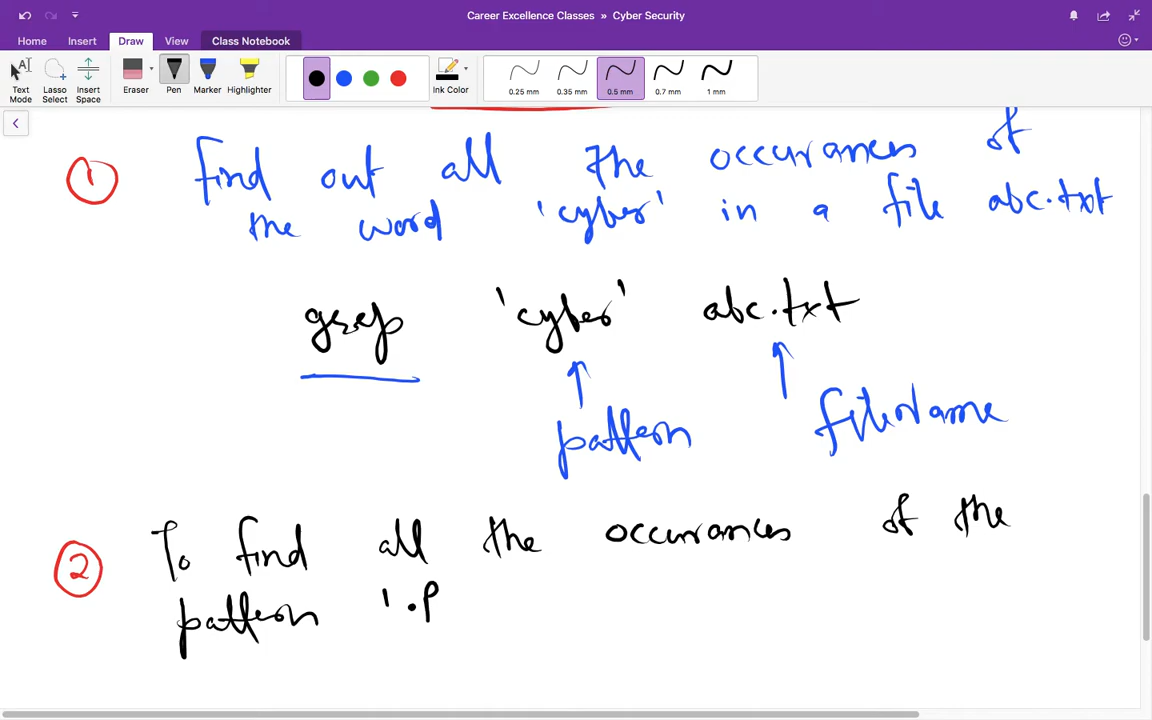 Career Excellence Classes » Cyber Security
Home Insert Draw View Class Notebook
Text Mode Lasso Select Insert Space Eraser Pen Marker Highlighter Ink Color 0.25 mm 0.35 mm 0.5 mm 0.7 mm 1 mm
① find out all the occurances of
the word 'cyber' in a file abc.txt
grep 'cyber' abc.txt
pattern filename
② To find all the occurances of the
pattern '.P